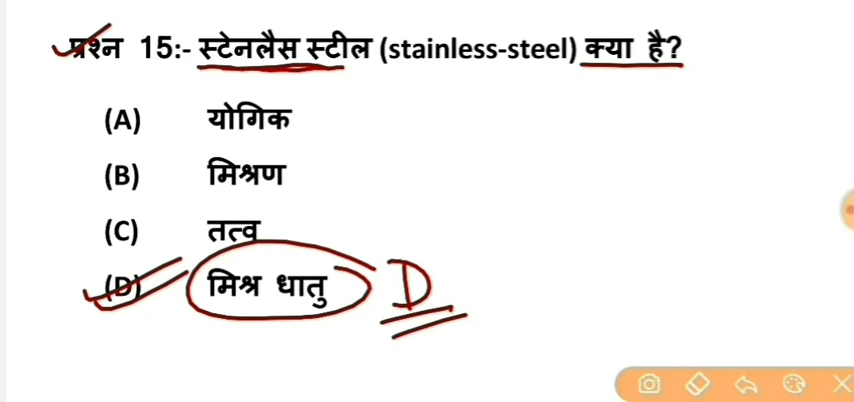 प्रश्न 15:- स्टेनलैस स्टील (stainless-steel) क्या है?
(A) योगिक
(B) मिश्रण
(C) तत्व
(D) मिश्र धातु D